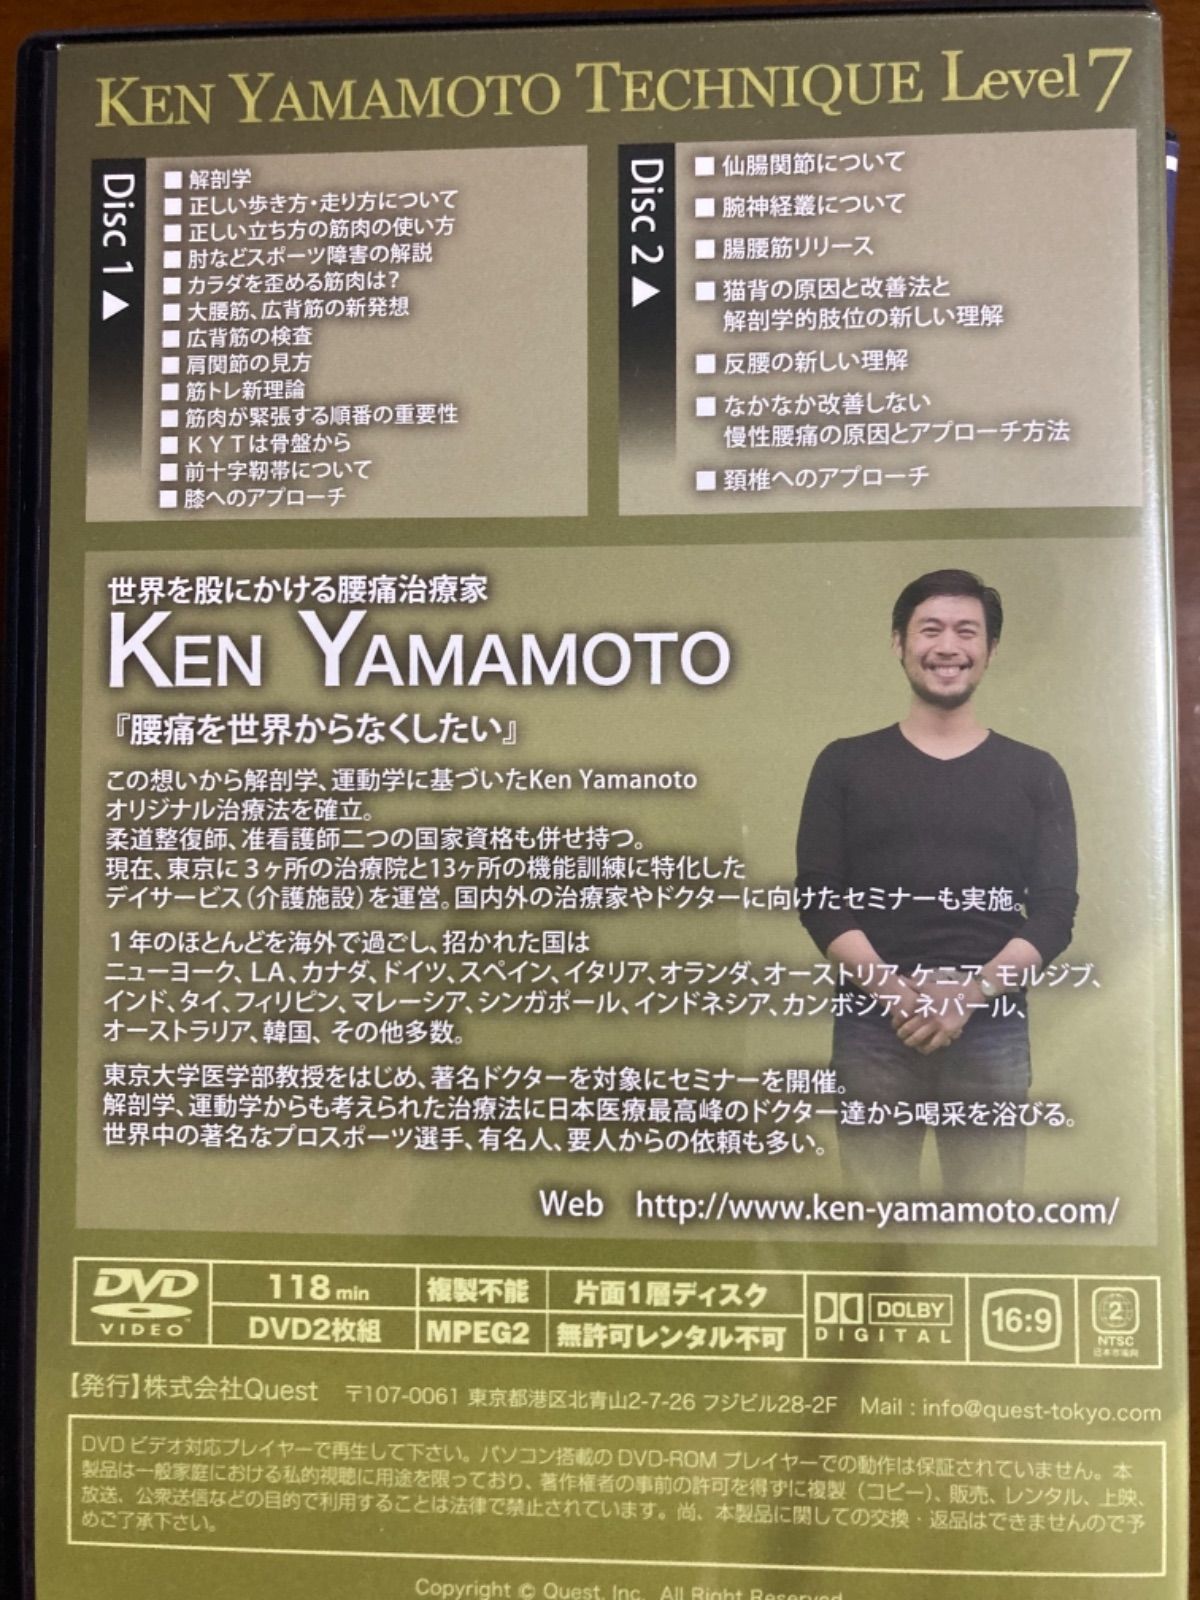 KEN YAMAMOTO TECHNIQUE Level 7
Disc 1 ▶
■ 解剖学
■ 正しい歩き方・走り方について
■ 正しい立ち方の筋肉の使い方
■ 肘などスポーツ障害の解説
■ カラダを歪める筋肉は?
■ 大腰筋、広背筋の新発想
■ 広背筋の検査
■ 肩関節の見方
■ 筋トレ新理論
■ 筋肉が緊張する順番の重要性
■ KYTは骨盤から
■ 前十字靭帯について
■ 膝へのアプローチ
Disc 2 ▶
■ 仙腸関節について
■ 腕神経叢について
■ 腸腰筋リリース
■ 猫背の原因と改善法と
解剖学的肢位の新しい理解
■ 反腰の新しい理解
■ なかなか改善しない
慢性腰痛の原因とアプローチ方法
■ 頚椎へのアプローチ
世界を股にかける腰痛治療家
KEN YAMAMOTO
『腰痛を世界からなくしたい』
この想いから解剖学、運動学に基づいたKen Yamanoto
オリジナル治療法を確立。
柔道整復師、准看護師二つの国家資格も併せ持つ。
現在、東京に3ヶ所の治療院と13ヶ所の機能訓練に特化した
デイサービス(介護施設)を運営。国内外の治療家やドクターに向けたセミナーも実施。
1年のほとんどを海外で過ごし、招かれた国は
ニューヨーク、LA、カナダ、ドイツ、スペイン、イタリア、オランダ、オーストリア、ケニア、モルジブ、
インド、タイ、フィリピン、マレーシア、シンガポール、インドネシア、カンボジア、ネパール、
オーストラリア、韓国、その他多数。
東京大学医学部教授をはじめ、著名ドクターを対象にセミナーを開催。
解剖学、運動学からも考えられた治療法に日本医療最高峰のドクター達から喝采を浴びる。
世界中の著名なプロスポーツ選手、有名人、要人からの依頼も多い。
Web http://www.ken-yamamoto.com/
DVD VIDEO
118 min
DVD2枚組
複製不能
MPEG2
片面1層ディスク
無許可レンタル不可
DOLBY DIGITAL
16:9
2
NTSC
日本市場向
【発行】株式会社Quest 〒107-0061 東京都港区北青山2-7-26 フジビル28-2F Mail : info@quest-tokyo.com
DVD ビデオ対応プレイヤーで再生して下さい。パソコン搭載の DVD-ROM プレイヤーでの動作は保証されていません。本
製品は一般家庭における私的視聴に用途を限っており、著作権者の事前の許可を得ずに複製(コピー)、販売、レンタル、上映、
放送、公衆送信などの目的で利用することは法律で禁止されています。尚、本製品に関しての交換・返品はできませんので予
めご了承下さい。
Copyright © Quest, Inc. All Right Reserved.